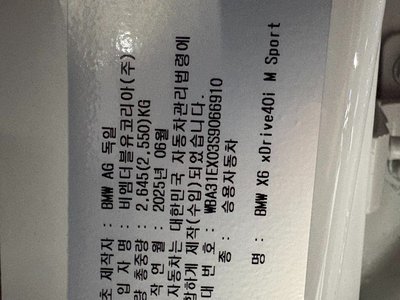 초 제작자 : BMW AG 독일
입 자 명 : 비엠더블유코리아(주)
량 총중량 : 2,645(2,550)KG
작 연 월 : 2025년 06월
자동차는 대한민국 자동차관리법령에
합하게 제작(수입)되었습니다.
대 번 호 : WBA31EX03S9066910
종 : 승용자동차
명 : BMW X6 xDrive40i M Sport